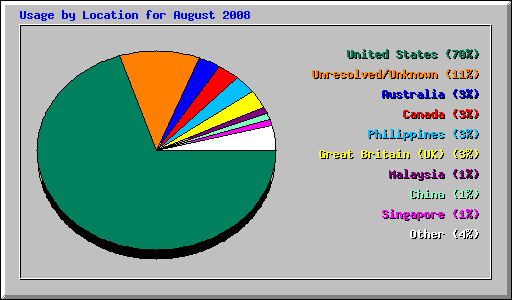 Usage by Location for August 2008
United States (70%)
Unresolved/Unknown (11%)
Australia (3%)
Canada (3%)
Philippines (3%)
Great Britain (UK) (3%)
Malaysia (1%)
China (1%)
Singapore (1%)
Other (4%)